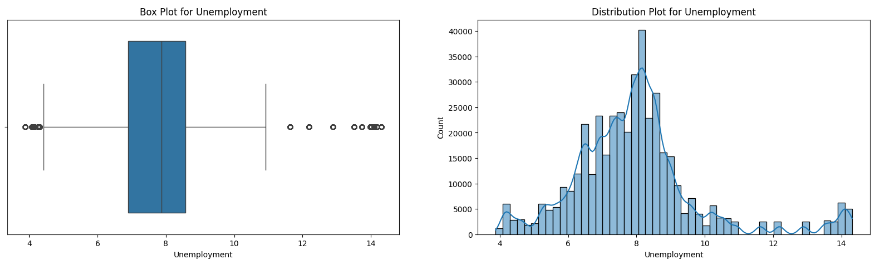 Box Plot for Unemployment
4 6 8 10 12 14
Unemployment
Distribution Plot for Unemployment
Count
40000
35000
30000
25000
20000
15000
10000
5000
0
4 6 8 10 12 14
Unemployment